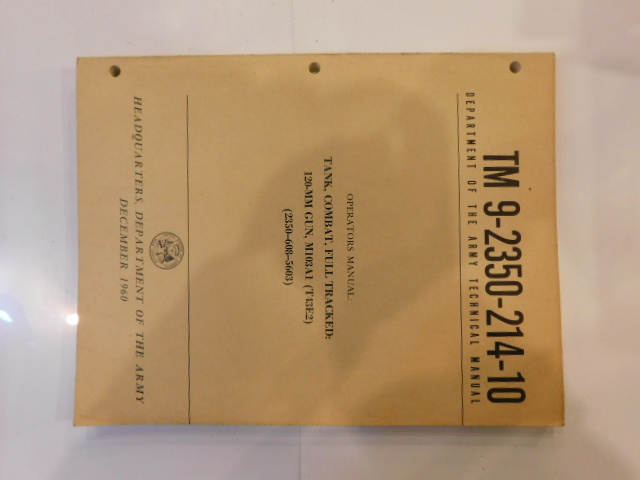 TM 9-2350-214-10
DEPARTMENT OF THE ARMY TECHNICAL MANUAL
OPERATORS MANUAL
TANK, COMBAT, FULL TRACKED:
120-MM GUN, M103A1 (T43E2)
(2350-608-5603)
HEADQUARTERS, DEPARTMENT OF THE ARMY
DECEMBER 1960